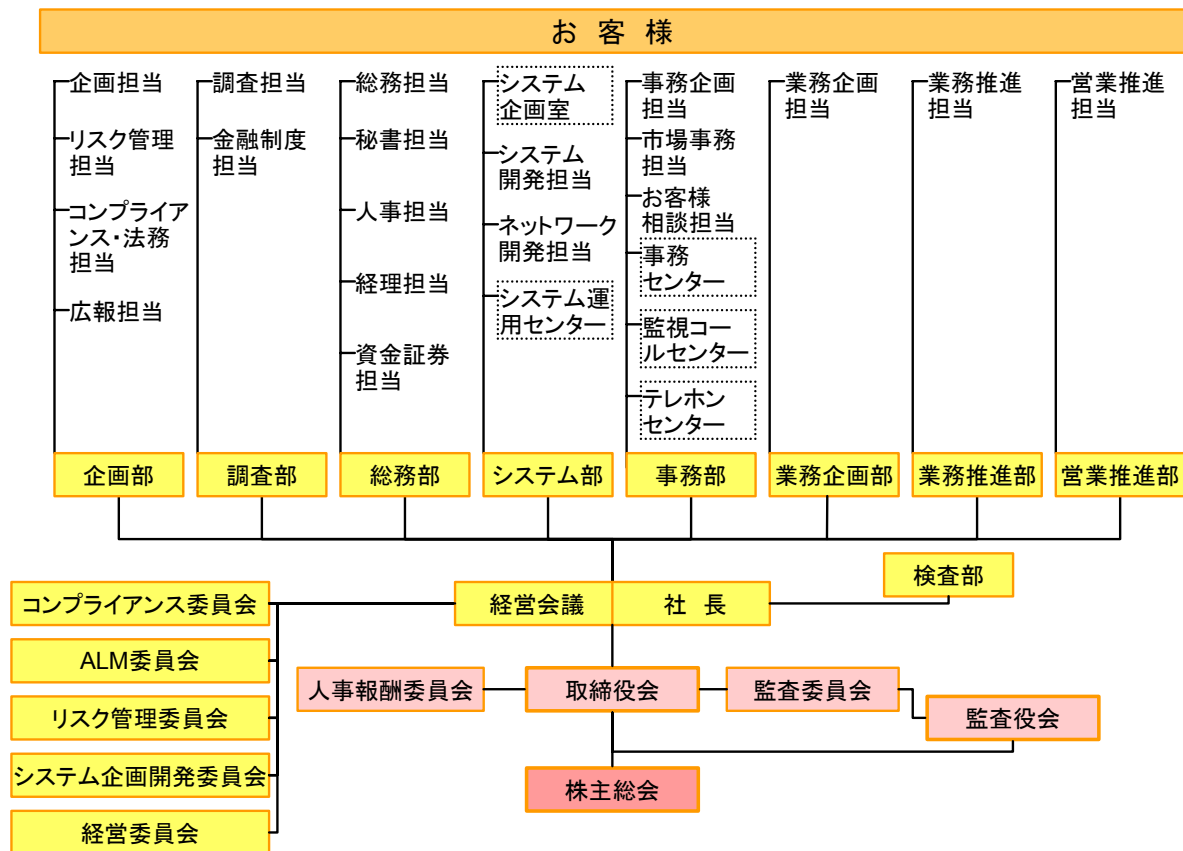 お 客 様
企画担当
リスク管理
担当
コンプライア
ンス・法務
担当
広報担当
調査担当
金融制度
担当
総務担当
秘書担当
人事担当
経理担当
資金証券
担当
システム
企画室
システム
開発担当
ネットワーク
開発担当
システム運
用センター
事務企画
担当
市場事務
担当
お客様
相談担当
事務
センター
監視コー
ルセンター
テレホン
センター
業務企画
担当
業務推進
担当
営業推進
担当
企画部
調査部
総務部
システム部
事務部
業務企画部
業務推進部
営業推進部
検査部
コンプライアンス委員会
経営会議
社 長
ALM委員会
人事報酬委員会
取締役会
監査委員会
リスク管理委員会
監査役会
システム企画開発委員会
株主総会
経営委員会